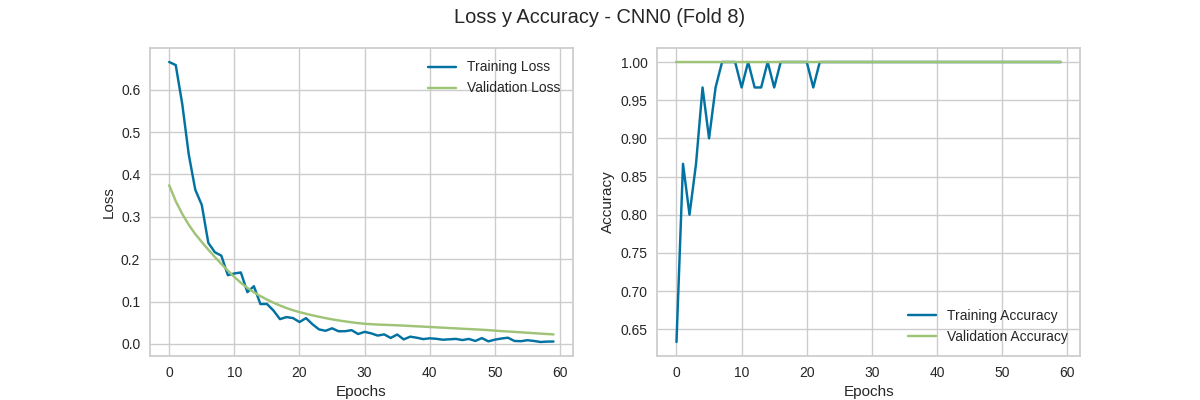 Loss y Accuracy - CNN0 (Fold 8)
Training Loss
Validation Loss
0.6
0.5
0.4
0.3
0.2
0.1
0.0
Loss
0 10 20 30 40 50 60
Epochs
1.00
0.95
0.90
0.85
0.80
0.75
0.70
0.65
Accuracy
Training Accuracy
Validation Accuracy
0 10 20 30 40 50 60
Epochs